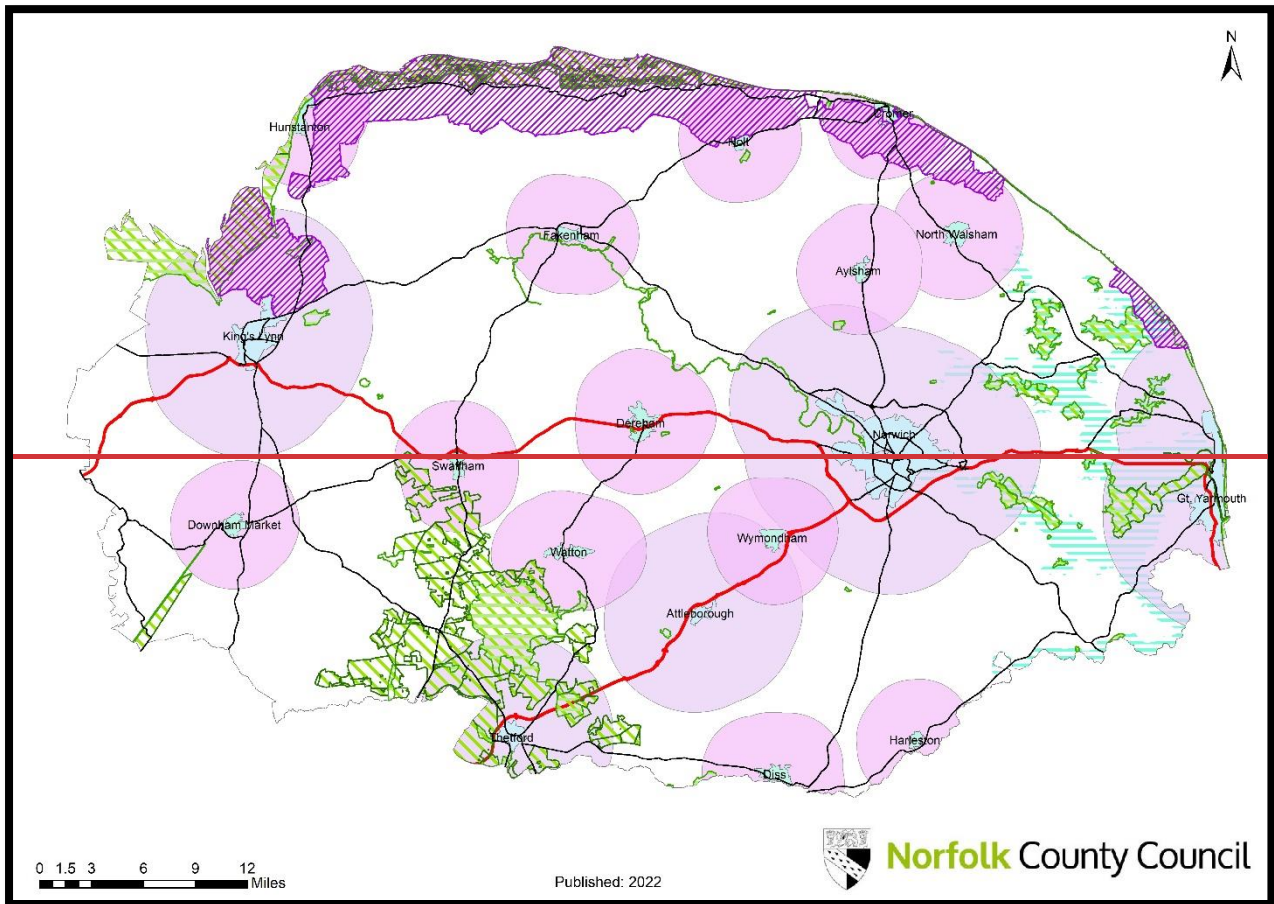 N
Hunstanton
Cromer
Holt
Fakenham
North Walsham
Aylsham
King's Lynn
Dereham
Norwich
Swaffham
Gt. Yarmouth
Downham Market
Wymondham
Watton
Attleborough
Thetford
Harleston
Diss
Norfolk County Council
0 1.5 3 6 9 12
Miles
Published: 2022